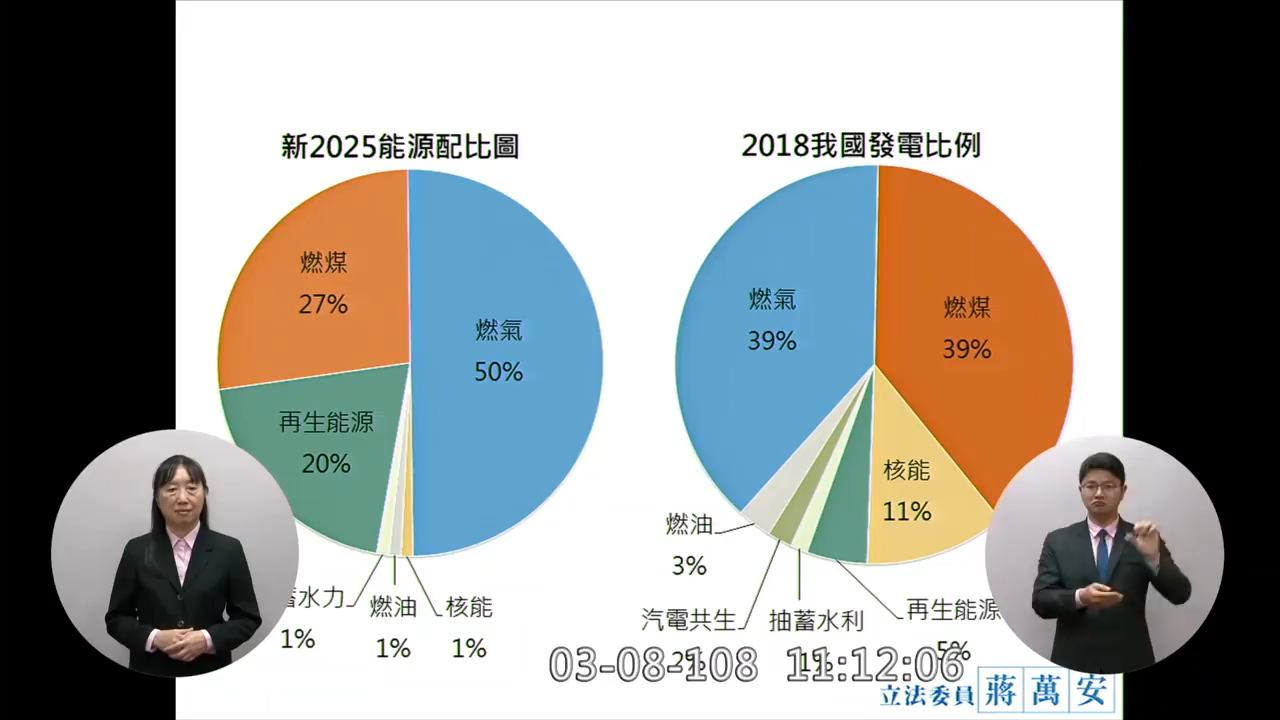 新2025能源配比圖
燃煤
27%
燃氣
50%
再生能源
20%
蓄水力
1%
燃油
1%
核能
1%
2018我國發電比例
燃氣
39%
燃煤
39%
核能
11%
燃油
3%
汽電共生
2%
抽蓄水利
1%
再生能源
5%
03-08-108 11:12:06
立法委員 蔣萬安